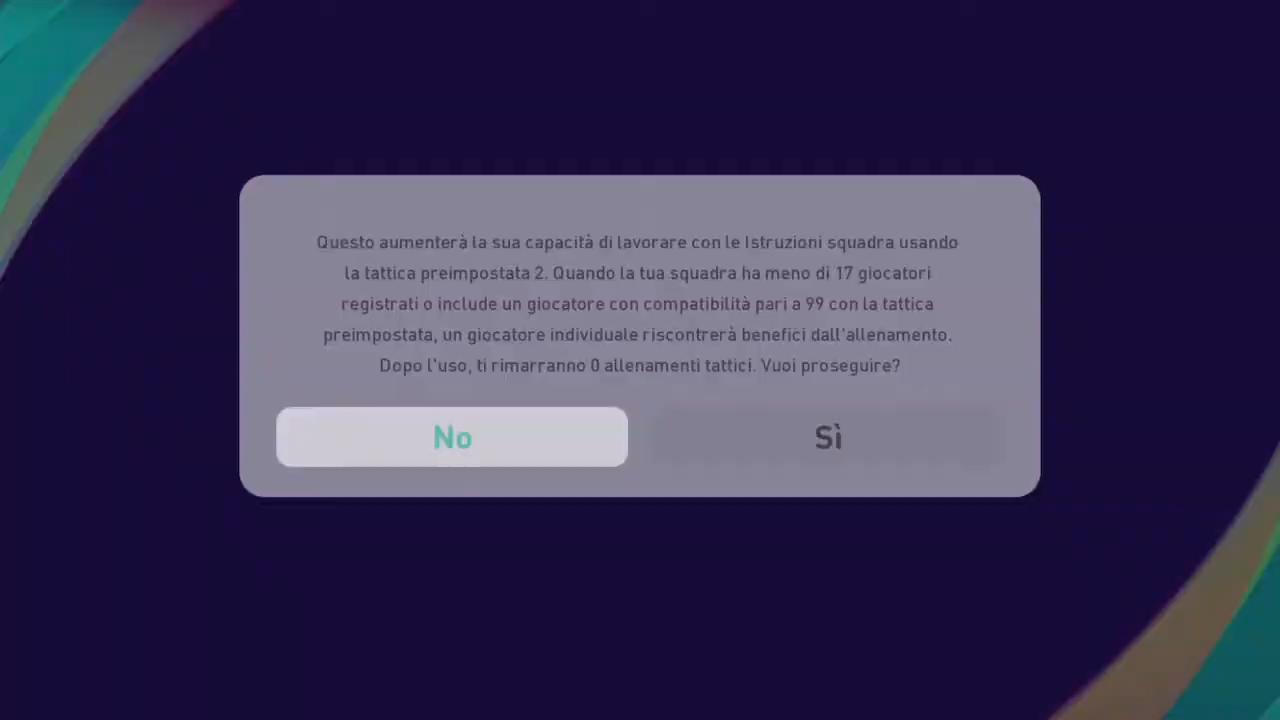 Questo aumenterà la sua capacità di lavorare con le Istruzioni squadra usando
la tattica preimpostata 2. Quando la tua squadra ha meno di 17 giocatori
registrati o include un giocatore con compatibilità pari a 99 con la tattica
preimpostata, un giocatore individuale riscontrerà benefici dall'allenamento.
Dopo l'uso, ti rimarranno 0 allenamenti tattici. Vuoi proseguire?
No
Sì